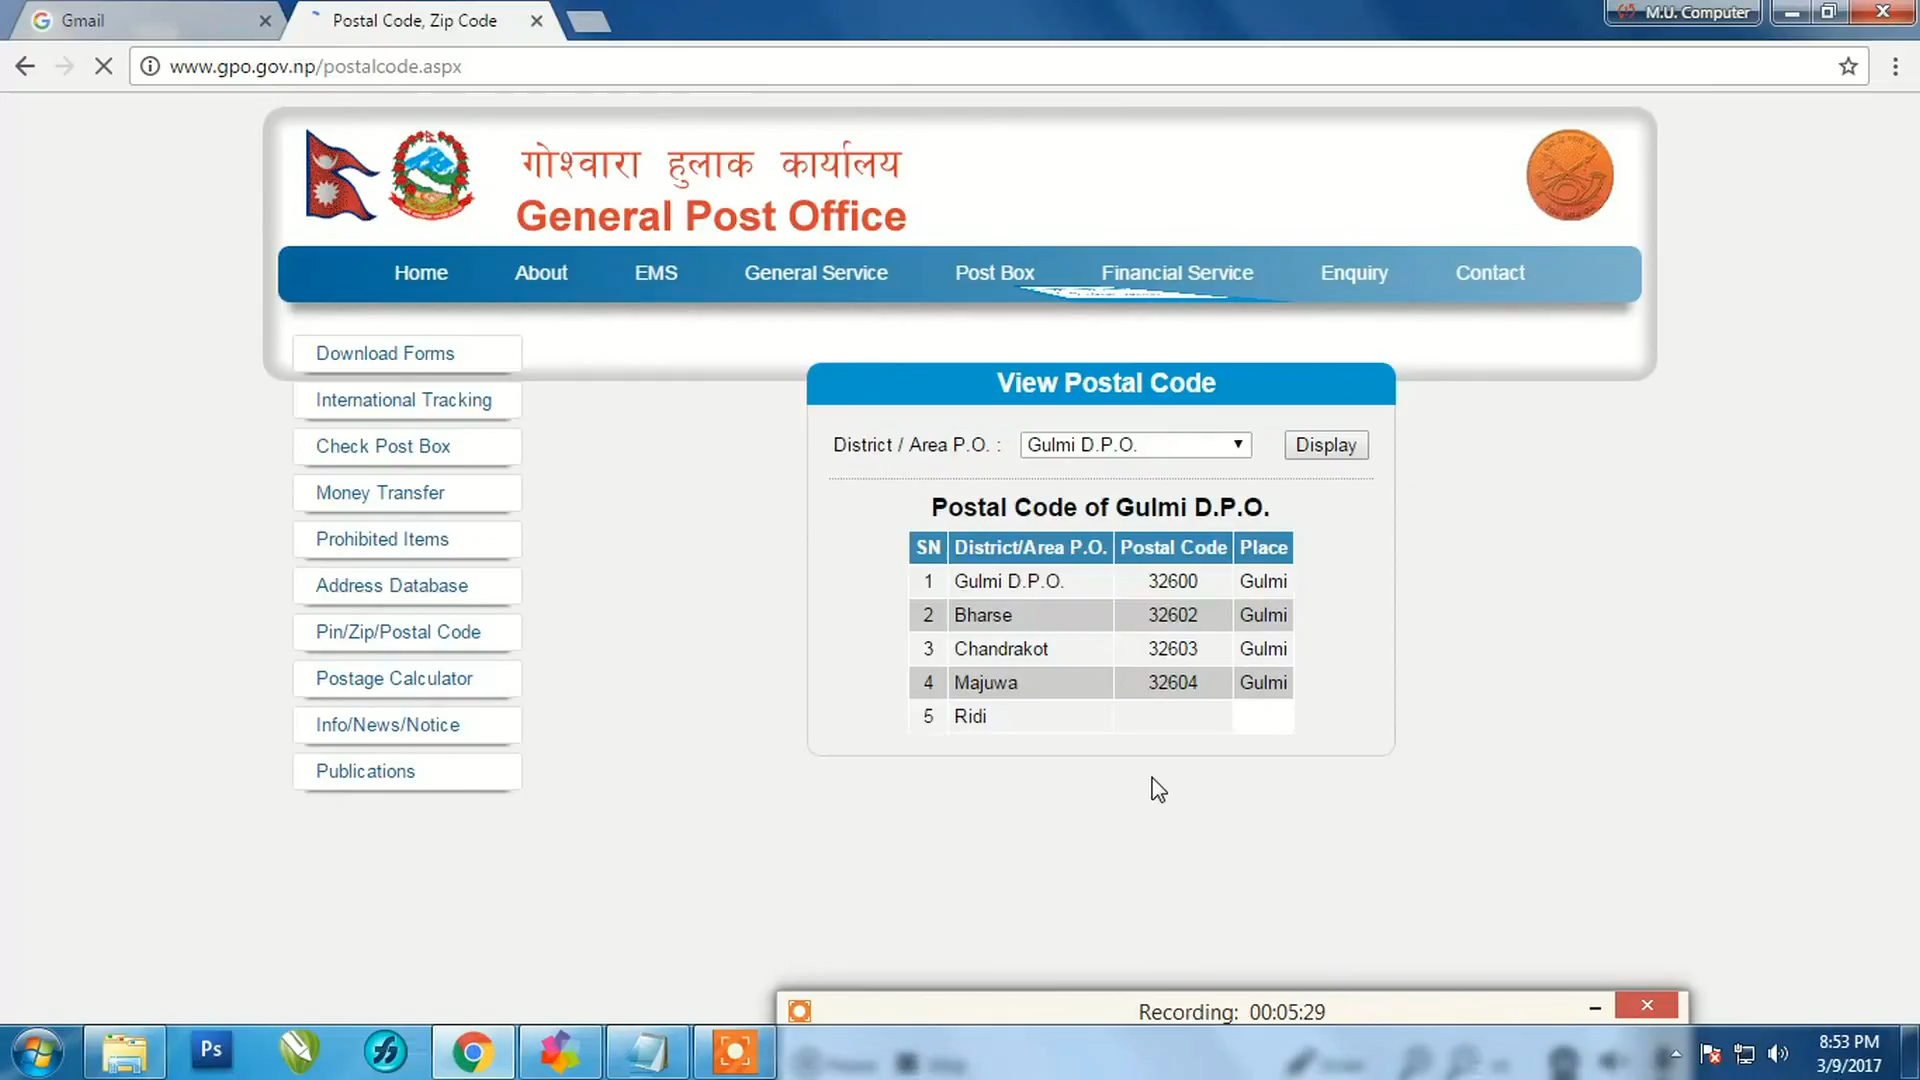 Gmail
Postal Code, Zip Code
M.U. Computer
www.gpo.gov.np/postalcode.aspx
गोश्वारा हुलाक कार्यालय
General Post Office
Home About EMS General Service Post Box Financial Service Enquiry Contact
Download Forms
International Tracking
Check Post Box
Money Transfer
Prohibited Items
Address Database
Pin/Zip/Postal Code
Postage Calculator
Info/News/Notice
Publications
View Postal Code
District / Area P.O. : Gulmi D.P.O. Display
Postal Code of Gulmi D.P.O.
SN District/Area P.O. Postal Code Place
1 Gulmi D.P.O. 32600 Gulmi
2 Bharse 32602 Gulmi
3 Chandrakot 32603 Gulmi
4 Majuwa 32604 Gulmi
5 Ridi
Recording: 00:05:29
Ps
8:53 PM
3/9/2017